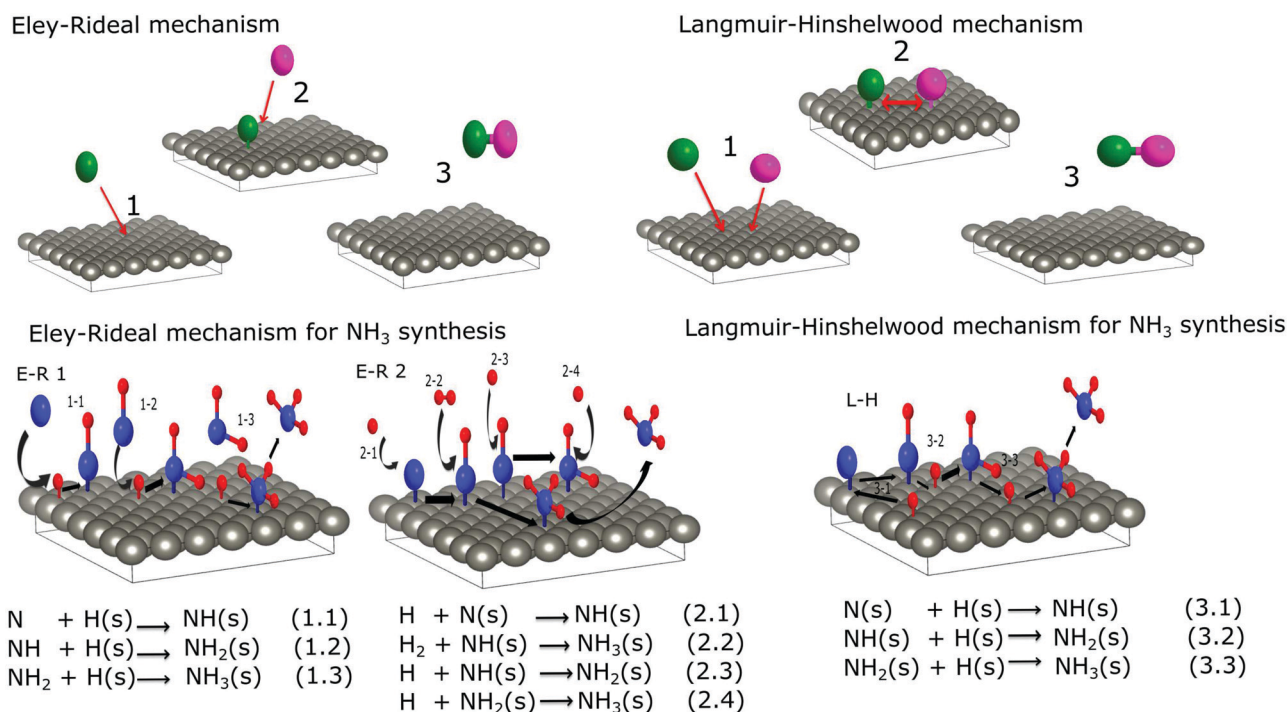 Eley-Rideal mechanism
1
2
3
Langmuir-Hinshelwood mechanism
1
2
3
Eley-Rideal mechanism for NH₃ synthesis
E-R 1
1-1
1-2
1-3
N + H(s) ⟶ NH(s) (1.1)
NH + H(s) ⟶ NH₂(s) (1.2)
NH₂ + H(s) ⟶ NH₃(s) (1.3)
E-R 2
2-1
2-2
2-3
2-4
H + N(s) ⟶ NH(s) (2.1)
H₂ + NH(s) ⟶ NH₃(s) (2.2)
H + NH(s) ⟶ NH₂(s) (2.3)
H + NH₂(s) ⟶ NH₃(s) (2.4)
Langmuir-Hinshelwood mechanism for NH₃ synthesis
L-H
3-1
3-2
3-3
N(s) + H(s) ⟶ NH(s) (3.1)
NH(s) + H(s) ⟶ NH₂(s) (3.2)
NH₂(s) + H(s) ⟶ NH₃(s) (3.3)